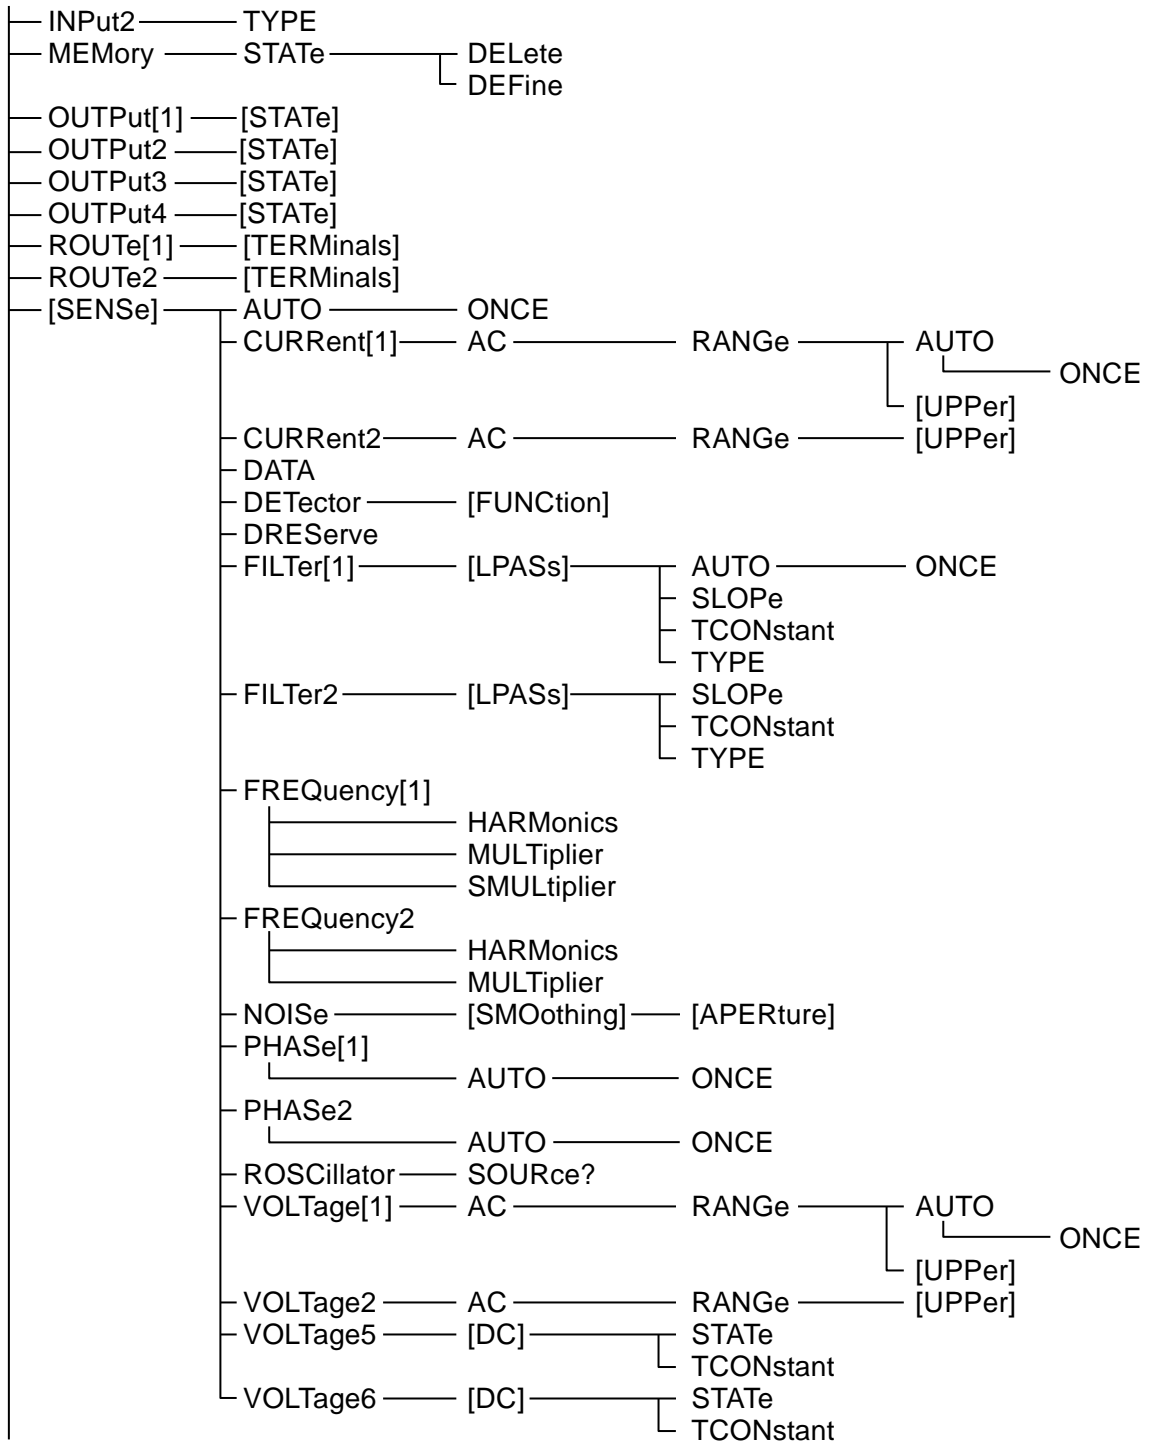 INPut2 TYPE
MEMory STATe DELete
DEFine
OUTPut[1] [STATe]
OUTPut2 [STATe]
OUTPut3 [STATe]
OUTPut4 [STATe]
ROUTe[1] [TERMinals]
ROUTe2 [TERMinals]
[SENSe] AUTO ONCE
CURRent[1] AC RANGe AUTO
ONCE
[UPPer]
CURRent2 AC RANGe [UPPer]
DATA
DETector [FUNCtion]
DREServe
FILTer[1] [LPASs] AUTO ONCE
SLOPe
TCONstant
TYPE
FILTer2 [LPASs] SLOPe
TCONstant
TYPE
FREQuency[1]
HARMonics
MULTiplier
SMULtiplier
FREQuency2
HARMonics
MULTiplier
NOISe [SMOothing] [APERture]
PHASe[1]
AUTO ONCE
PHASe2
AUTO ONCE
ROSCillator SOURce?
VOLTage[1] AC RANGe AUTO
ONCE
[UPPer]
VOLTage2 AC RANGe [UPPer]
VOLTage5 [DC] STATe
TCONstant
VOLTage6 [DC] STATe
TCONstant